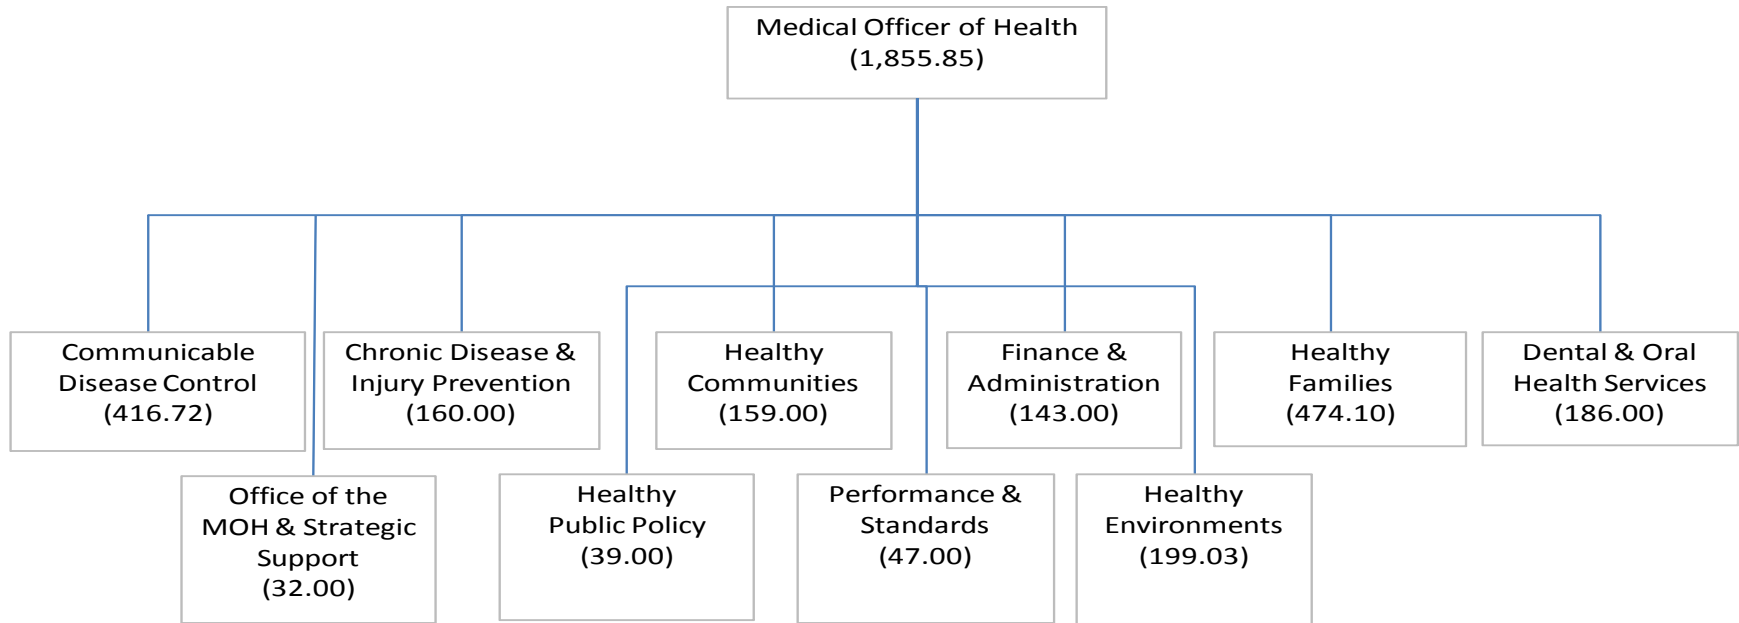 Medical Officer of Health
(1,855.85)
Communicable
Disease Control
(416.72)
Chronic Disease &
Injury Prevention
(160.00)
Healthy
Communities
(159.00)
Finance &
Administration
(143.00)
Healthy
Families
(474.10)
Dental & Oral
Health Services
(186.00)
Office of the
MOH & Strategic
Support
(32.00)
Healthy
Public Policy
(39.00)
Performance &
Standards
(47.00)
Healthy
Environments
(199.03)